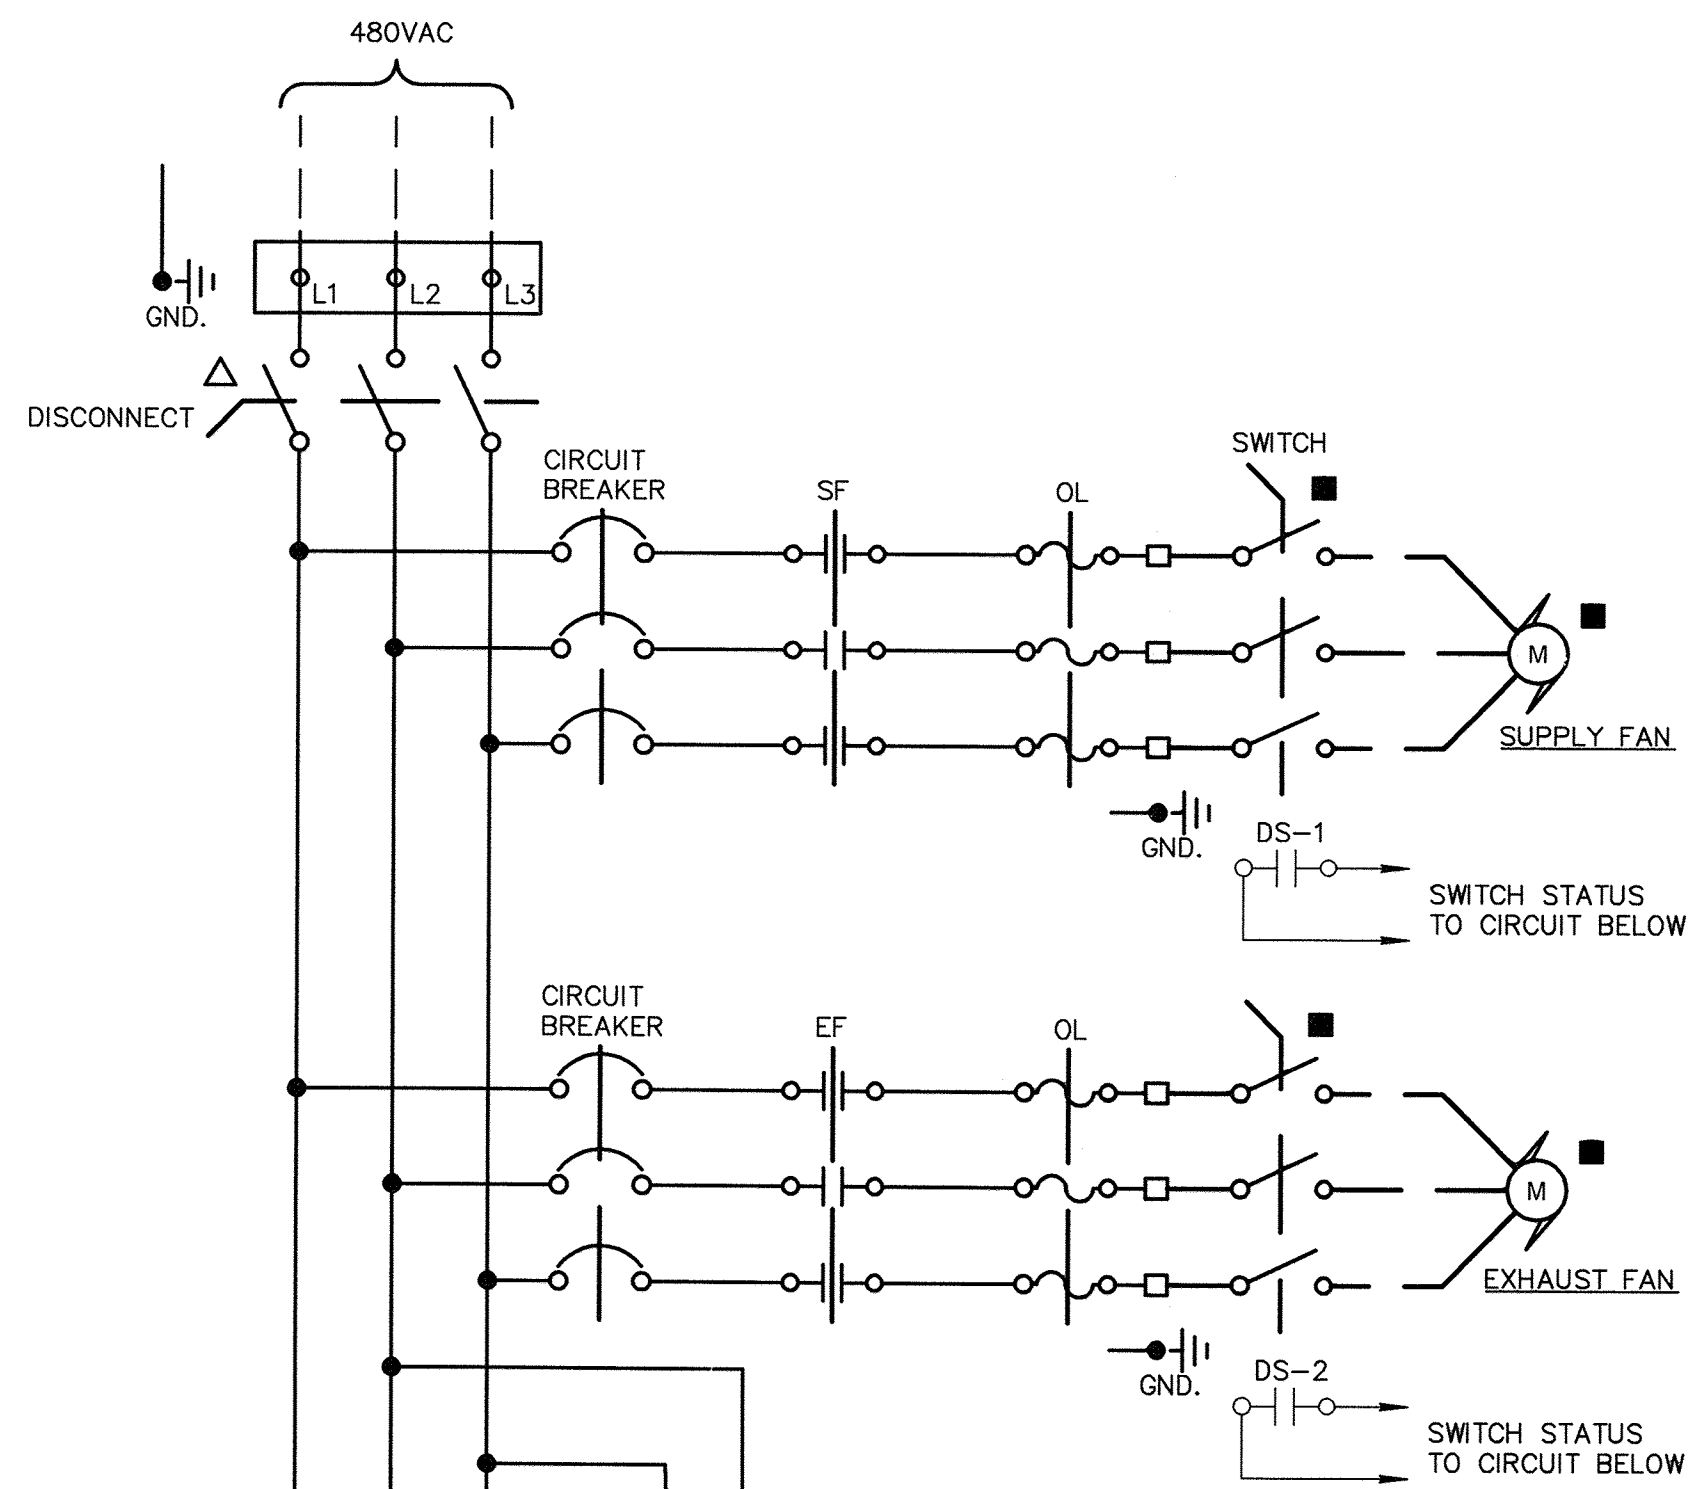 480VAC
L1
L2
L3
GND.
DISCONNECT
CIRCUIT
BREAKER
SF
OL
SWITCH
M
SUPPLY FAN
GND.
DS-1
SWITCH STATUS
TO CIRCUIT BELOW
CIRCUIT
BREAKER
EF
OL
M
EXHAUST FAN
GND.
DS-2
SWITCH STATUS
TO CIRCUIT BELOW